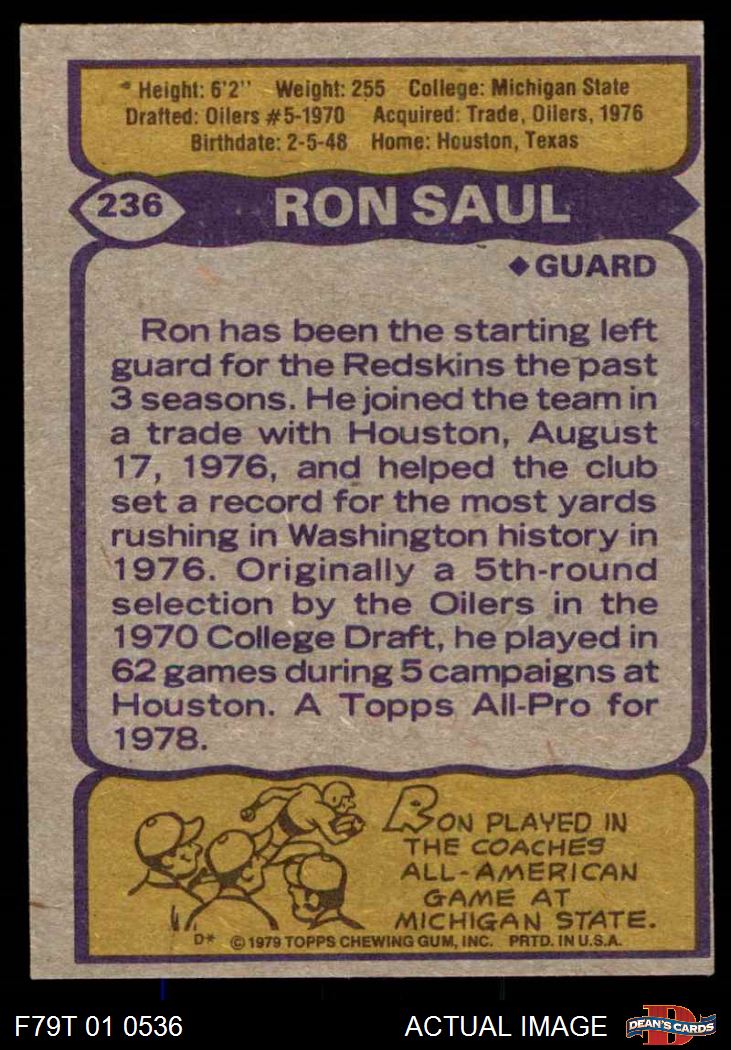 * Height: 6'2" Weight: 255 College: Michigan State
Drafted: Oilers #5-1970 Acquired: Trade, Oilers, 1976
Birthdate: 2-5-48 Home: Houston, Texas
236 RON SAUL
◆GUARD
Ron has been the starting left
guard for the Redskins the past
3 seasons. He joined the team in
a trade with Houston, August
17, 1976, and helped the club
set a record for the most yards
rushing in Washington history in
1976. Originally a 5th-round
selection by the Oilers in the
1970 College Draft, he played in
62 games during 5 campaigns at
Houston. A Topps All-Pro for
1978.
RON PLAYED IN
THE COACHES
ALL-AMERICAN
GAME AT
MICHIGAN STATE.
D* © 1979 TOPPS CHEWING GUM, INC. PRTD. IN U.S.A.
F79T 01 0536 ACTUAL IMAGE D DEAN'S CARDS